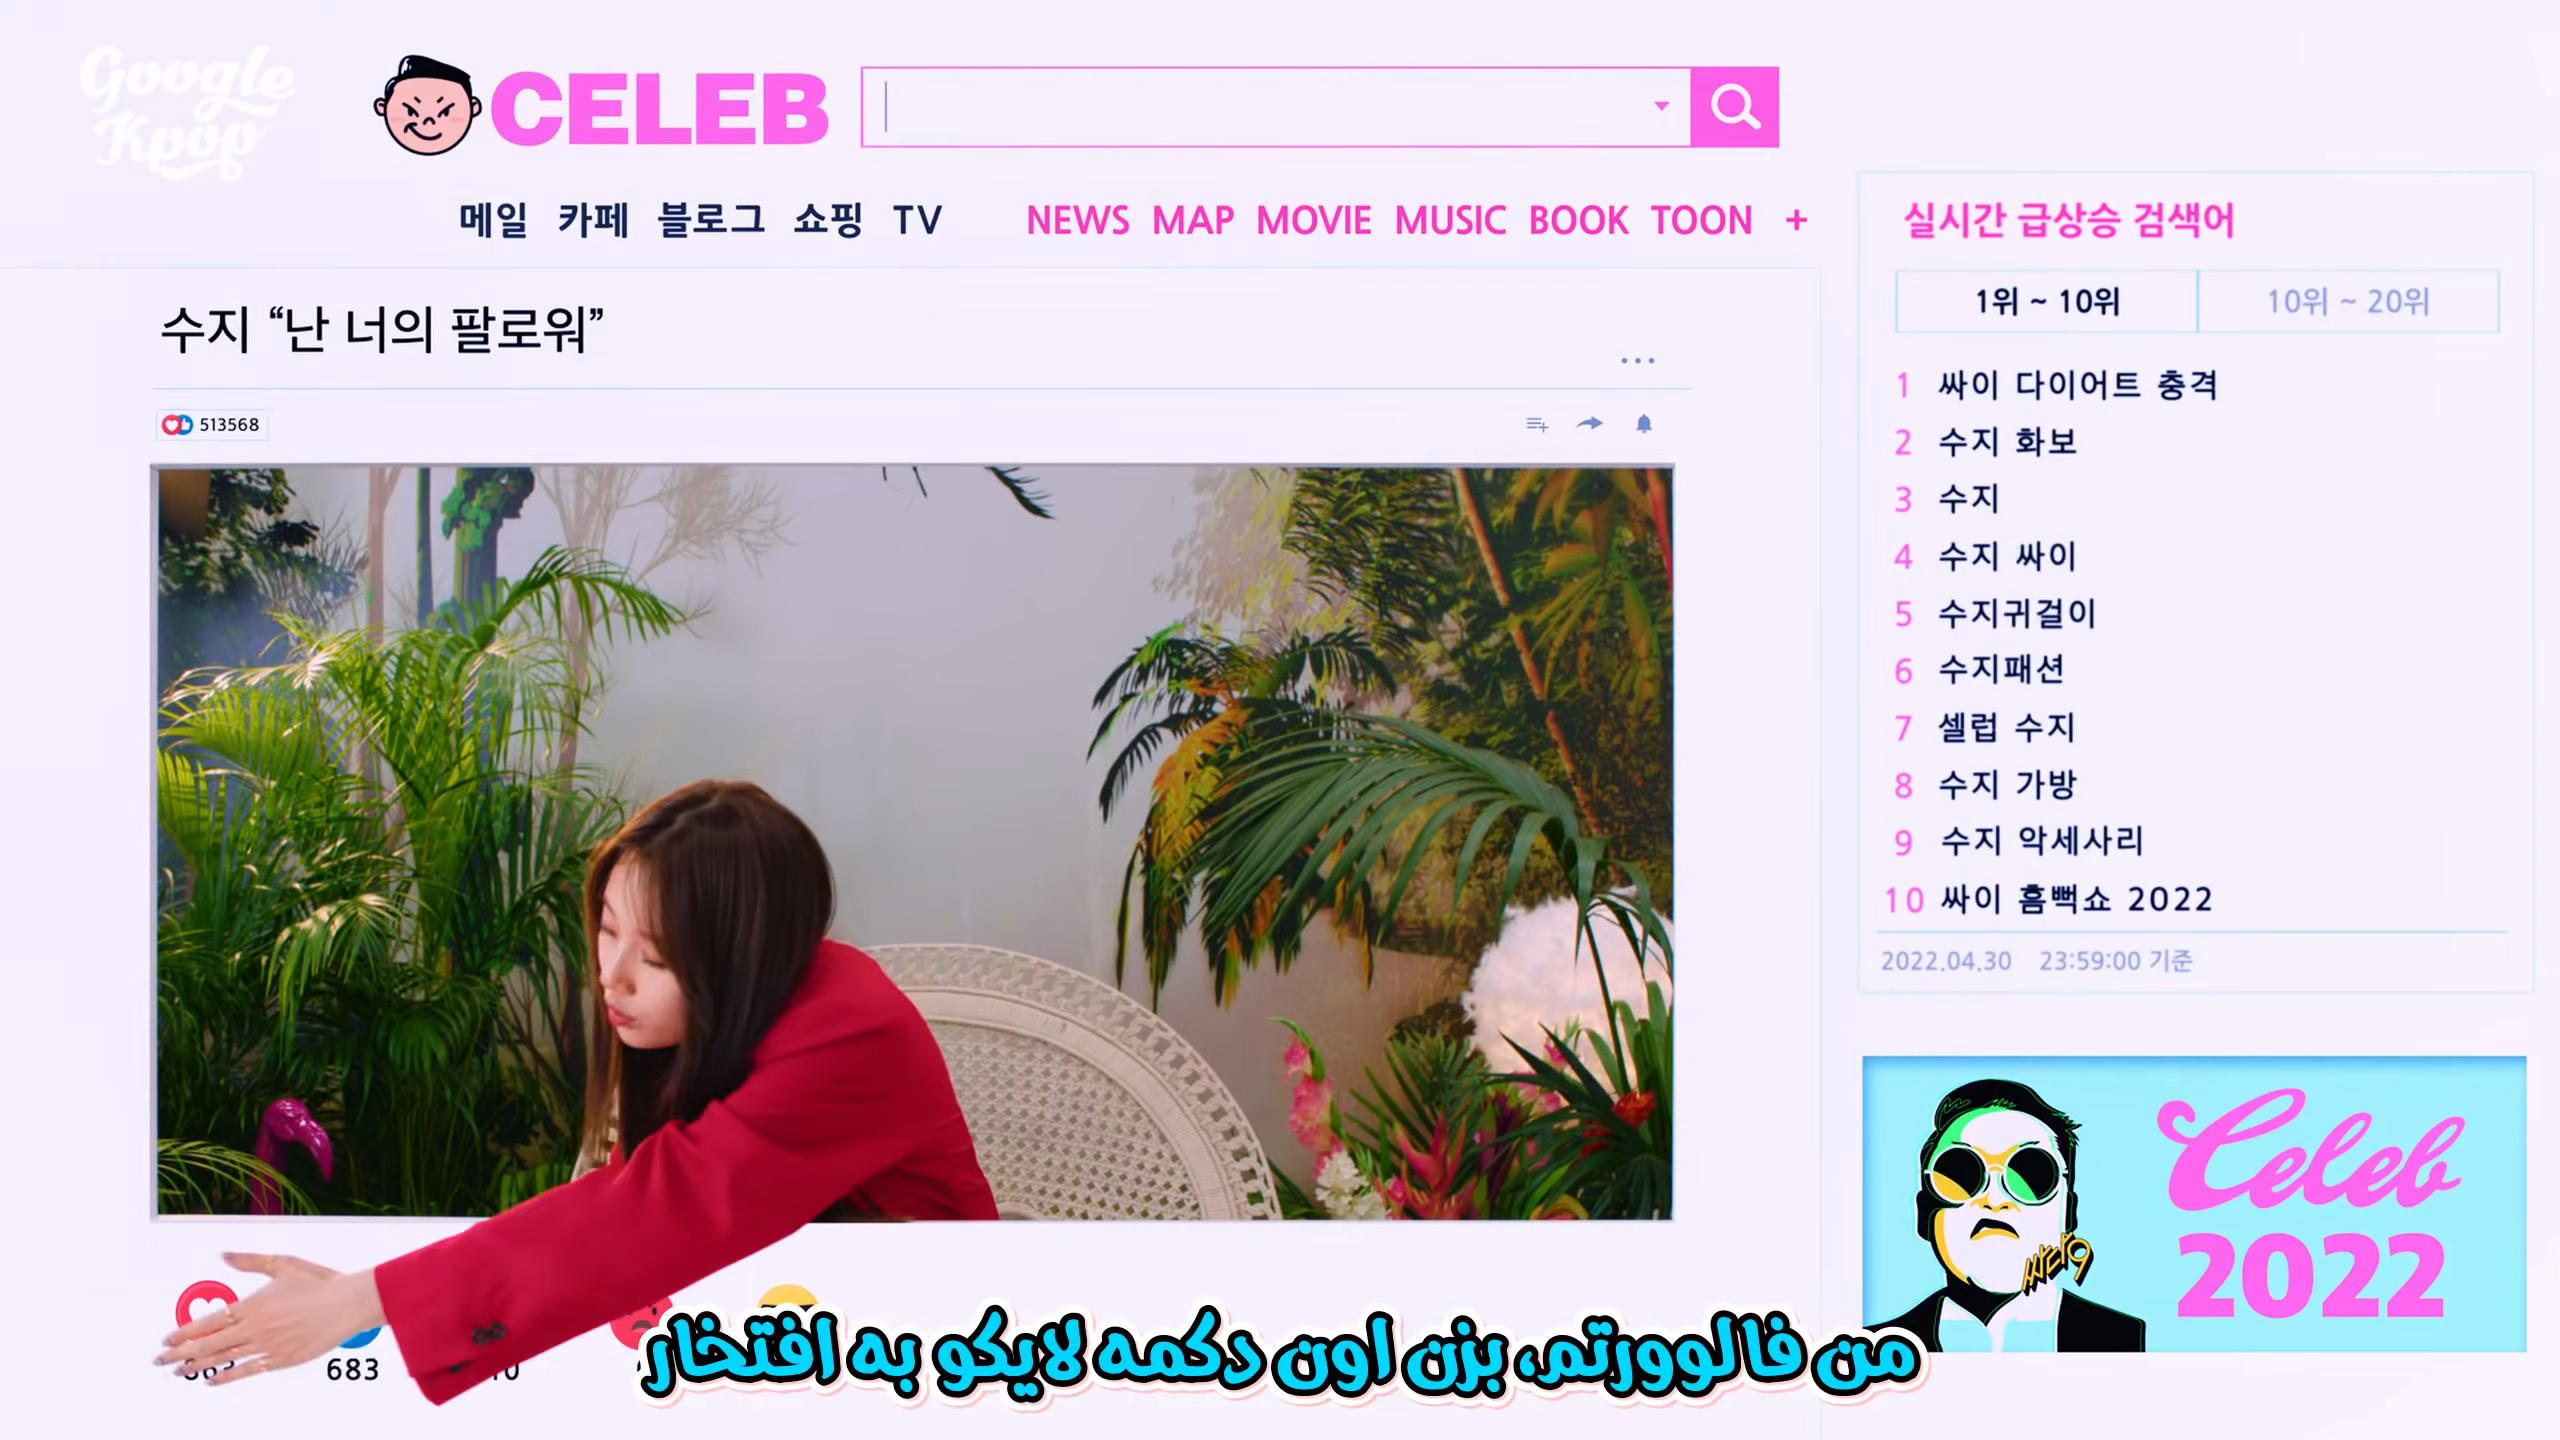 Google
Kpop
CELEB
메일 카페 블로그 쇼핑 TV
NEWS MAP MOVIE MUSIC BOOK TOON +
수지 “난 너의 팔로워”
513568
683
실시간 급상승 검색어
1위 ~ 10위
10위 ~ 20위
1 싸이 다이어트 충격
2 수지 화보
3 수지
4 수지 싸이
5 수지귀걸이
6 수지패션
7 셀럽 수지
8 수지 가방
9 수지 악세사리
10 싸이 흠뻑쇼 2022
2022.04.30 23:59:00 기준
싸다9
Celeb
2022
من فالوورتم، بزن اون دکمه لایکو به افتخار